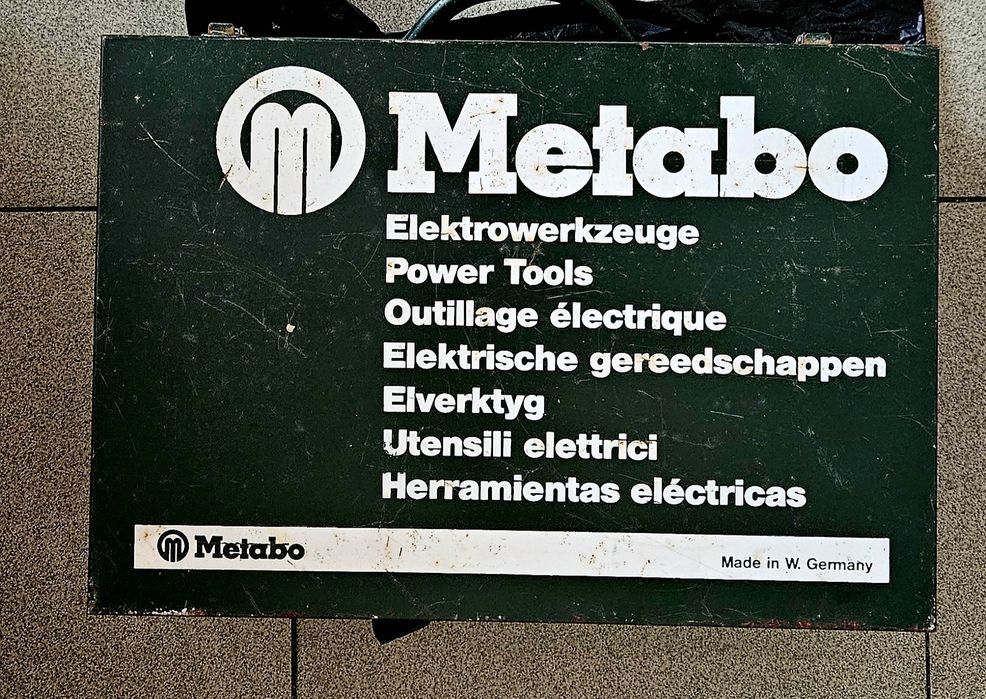 Metabo
Elektrowerkzeuge
Power Tools
Outillage électrique
Elektrische gereedschappen
Elverktyg
Utensili elettrici
Herramientas eléctricas
Metabo
Made in W. Germany